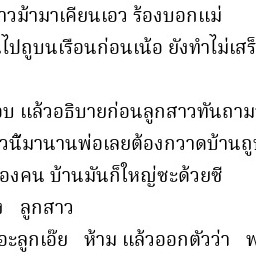 าวม้ามาเคียนเอว ร้องบอกแม่
ไปถูบนเรือนก่อนเน้อ ยังทำไม่เสร็
บ แล้วอธิบายก่อนลูกสาวทันถาม
วนี้มานานพ่อเลยต้องกวาดบ้านถู
องคน บ้านมันก็ใหญ่ซะด้วยซี
ลูกสาว
อะลูกเอ๊ย ห้าม แล้วออกตัวว่า พ